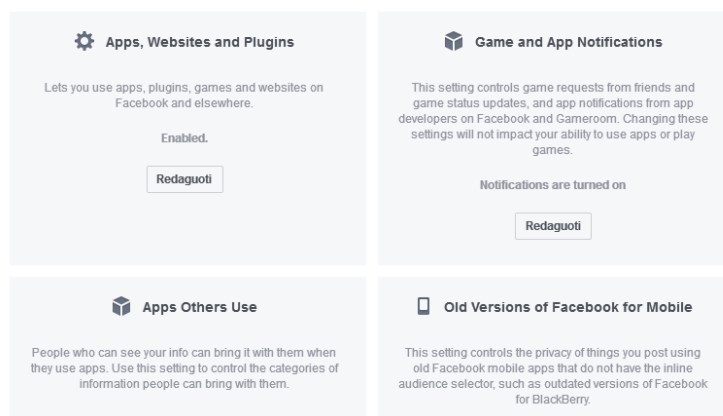 Apps, Websites and Plugins
Lets you use apps, plugins, games and websites on
Facebook and elsewhere.
Enabled.
Redaguoti
Game and App Notifications
This setting controls game requests from friends and
game status updates, and app notifications from app
developers on Facebook and Gameroom. Changing these
settings will not impact your ability to use apps or play
games.
Notifications are turned on
Redaguoti
Apps Others Use
People who can see your info can bring it with them when
they use apps. Use this setting to control the categories of
information people can bring with them.
Old Versions of Facebook for Mobile
This setting controls the privacy of things you post using
old Facebook mobile apps that do not have the inline
audience selector, such as outdated versions of Facebook
for BlackBerry.